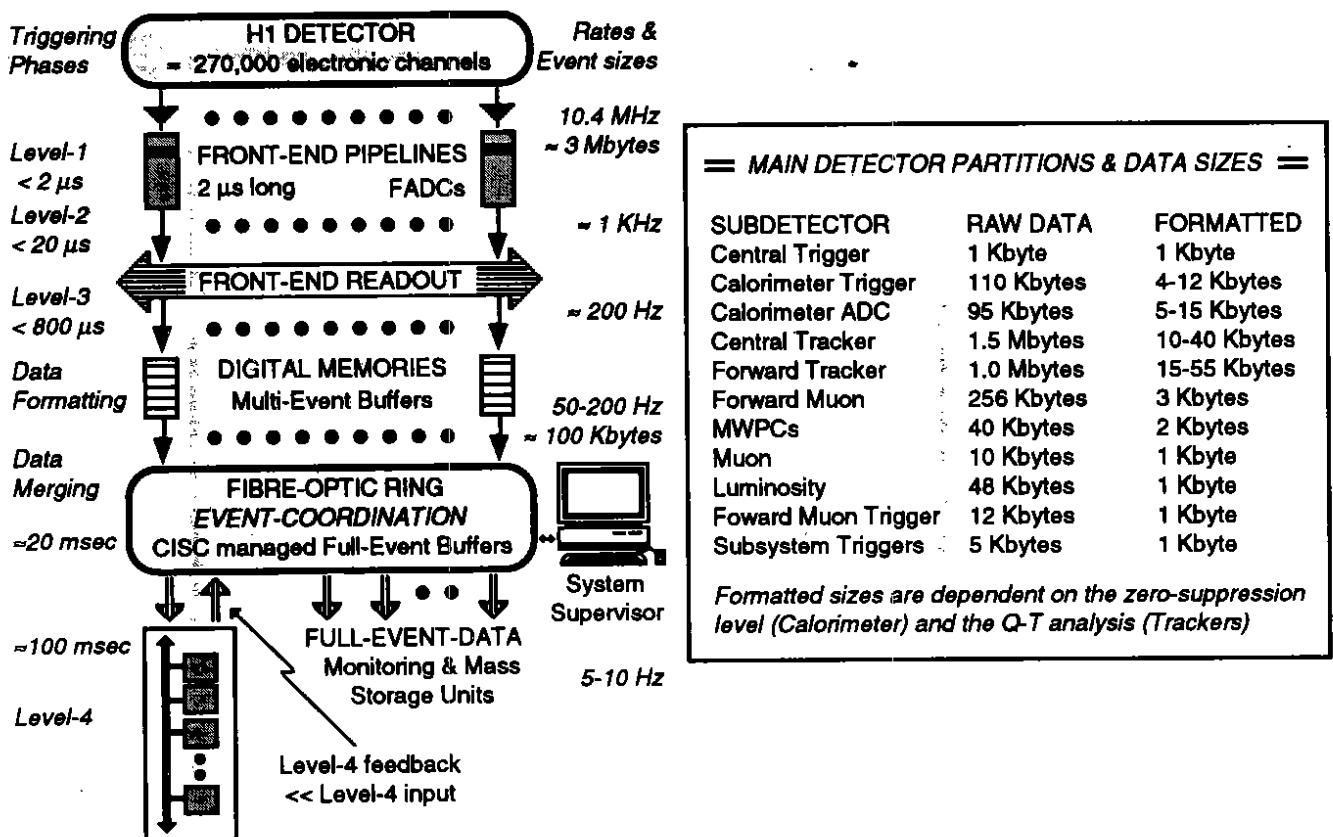 Triggering
Phases
H1 DETECTOR
≈ 270,000 electronic channels
Rates &
Event sizes
10.4 MHz
≈ 3 Mbytes
Level-1
< 2 µs
FRONT-END PIPELINES
2 µs long FADCs
Level-2
< 20 µs
≈ 1 KHz
FRONT-END READOUT
Level-3
< 800 µs
≈ 200 Hz
Data
Formatting
DIGITAL MEMORIES
Multi-Event Buffers
50-200 Hz
≈ 100 Kbytes
Data
Merging
FIBRE-OPTIC RING
EVENT-COORDINATION
CISC managed Full-Event Buffers
≈20 msec
System
Supervisor
≈100 msec
FULL-EVENT-DATA
Monitoring & Mass
Storage Units
5-10 Hz
Level-4
Level-4 feedback
<< Level-4 input
MAIN DETECTOR PARTITIONS & DATA SIZES
SUBDETECTOR RAW DATA FORMATTED
Central Trigger 1 Kbyte 1 Kbyte
Calorimeter Trigger 110 Kbytes 4-12 Kbytes
Calorimeter ADC 95 Kbytes 5-15 Kbytes
Central Tracker 1.5 Mbytes 10-40 Kbytes
Forward Tracker 1.0 Mbytes 15-55 Kbytes
Forward Muon 256 Kbytes 3 Kbytes
MWPCs 40 Kbytes 2 Kbytes
Muon 10 Kbytes 1 Kbyte
Luminosity 48 Kbytes 1 Kbyte
Foward Muon Trigger 12 Kbytes 1 Kbyte
Subsystem Triggers 5 Kbytes 1 Kbyte
Formatted sizes are dependent on the zero-suppression
level (Calorimeter) and the Q-T analysis (Trackers)